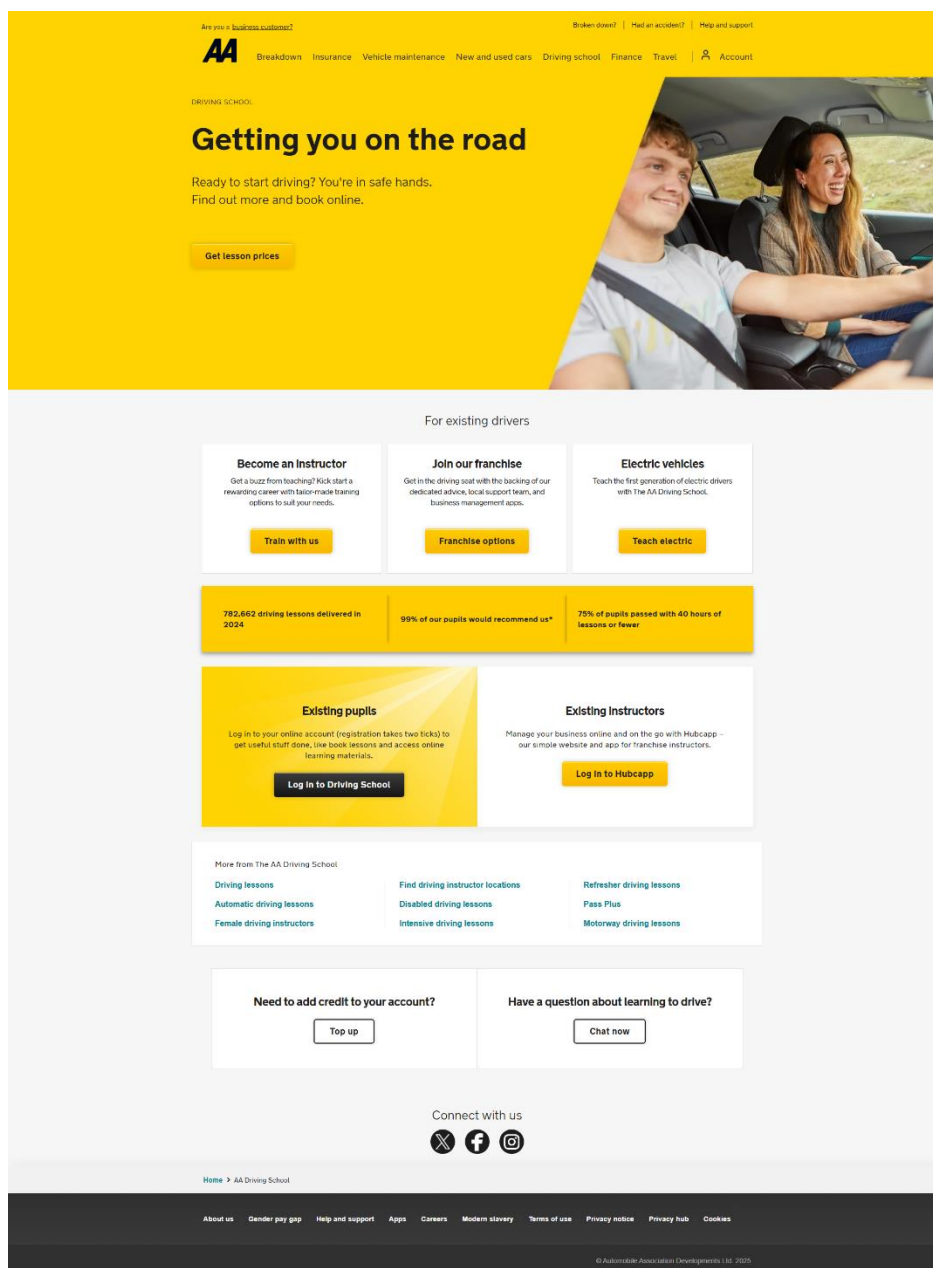 Are you a business customer?
Broken down? | Had an accident? | Help and support
AA
Breakdown Insurance Vehicle maintenance New and used cars Driving school Finance Travel | Account
DRIVING SCHOOL
Getting you on the road
Ready to start driving? You're in safe hands.
Find out more and book online.
Get lesson prices
For existing drivers
Become an instructor
Get a buzz from teaching? Kick start a
rewarding career with tailor-made training
options to suit your needs.
Train with us
Join our franchise
Get in the driving seat with the backing of our
dedicated advice, local support team, and
business management apps.
Franchise options
Electric vehicles
Teach the first generation of electric drivers
with The AA Driving School.
Teach electric
782,662 driving lessons delivered in
2024
99% of our pupils would recommend us*
75% of pupils passed with 40 hours of
lessons or fewer
Existing pupils
Log in to your online account (registration takes two ticks) to
get useful stuff done, like book lessons and access online
learning materials.
Log in to Driving School
Existing instructors
Manage your business online and on the go with Hubcapp –
our simple website and app for franchise instructors.
Log in to Hubcapp
More from The AA Driving School
Driving lessons
Find driving instructor locations
Refresher driving lessons
Automatic driving lessons
Disabled driving lessons
Pass Plus
Female driving instructors
Intensive driving lessons
Motorway driving lessons
Need to add credit to your account?
Top up
Have a question about learning to drive?
Chat now
Connect with us
Home > AA Driving School
About us Gender pay gap Help and support Apps Careers Modern slavery Terms of use Privacy notice Privacy hub Cookies
© Automobile Association Developments Ltd. 2025